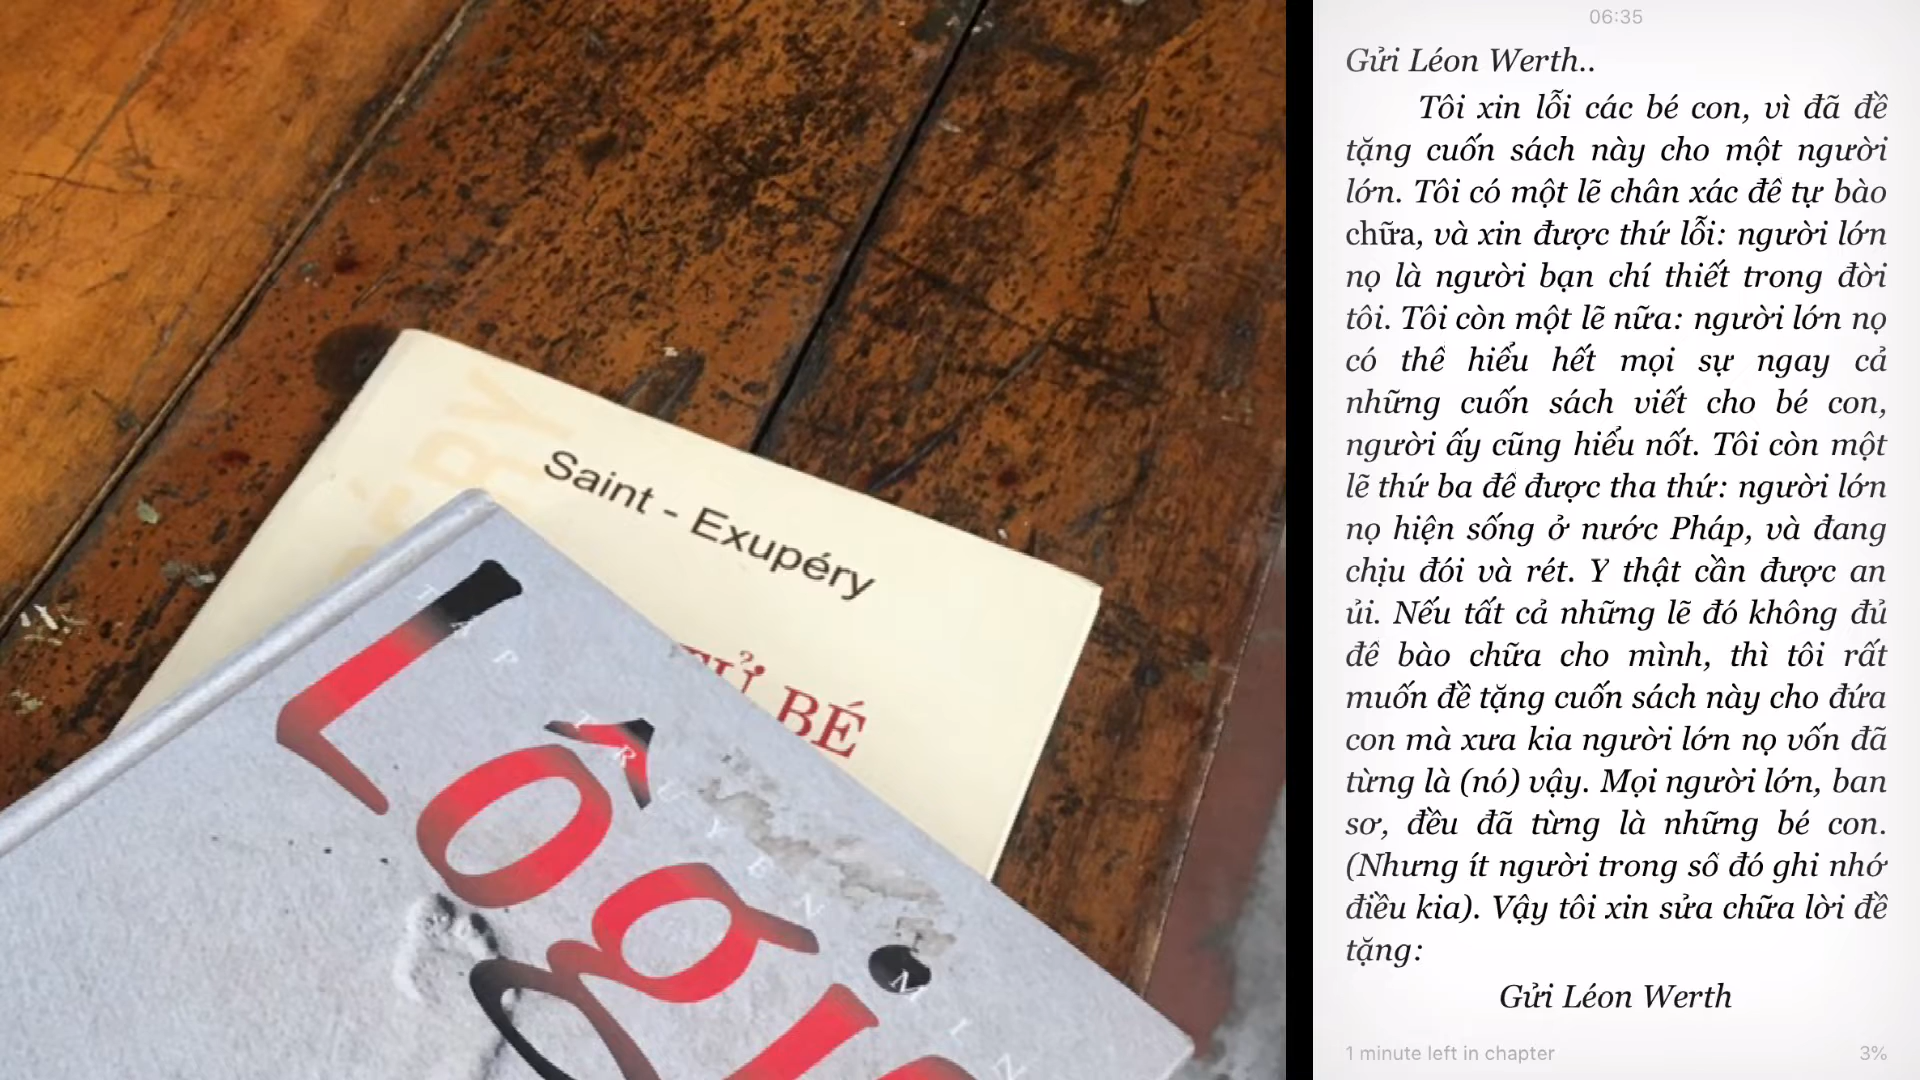 Saint - Exupéry
TỬ BÉ
Lôgi
06:35
Gửi Léon Werth..
Tôi xin lỗi các bé con, vì đã đề
tặng cuốn sách này cho một người
lớn. Tôi có một lẽ chân xác để tự bào
chữa, và xin được thứ lỗi: người lớn
nọ là người bạn chí thiết trong đời
tôi. Tôi còn một lẽ nữa: người lớn nọ
có thể hiểu hết mọi sự ngay cả
những cuốn sách viết cho bé con,
người ấy cũng hiểu nốt. Tôi còn một
lẽ thứ ba để được tha thứ: người lớn
nọ hiện sống ở nước Pháp, và đang
chịu đói và rét. Y thật cần được an
ủi. Nếu tất cả những lẽ đó không đủ
để bào chữa cho mình, thì tôi rất
muốn đề tặng cuốn sách này cho đứa
con mà xưa kia người lớn nọ vốn đã
từng là (nó) vậy. Mọi người lớn, ban
sơ, đều đã từng là những bé con.
(Nhưng ít người trong số đó ghi nhớ
điều kia). Vậy tôi xin sửa chữa lời đề
tặng:
Gửi Léon Werth
1 minute left in chapter
3%